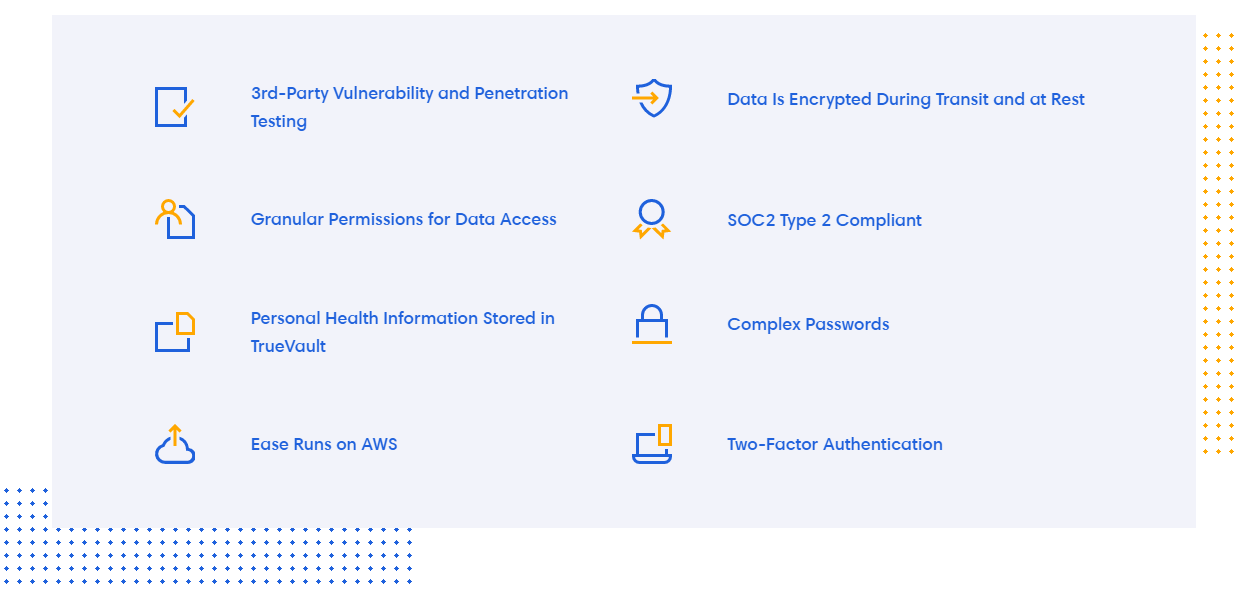 3rd-Party Vulnerability and Penetration
Testing
Data Is Encrypted During Transit and at Rest
Granular Permissions for Data Access
SOC2 Type 2 Compliant
Personal Health Information Stored in
TrueVault
Complex Passwords
Ease Runs on AWS
Two-Factor Authentication